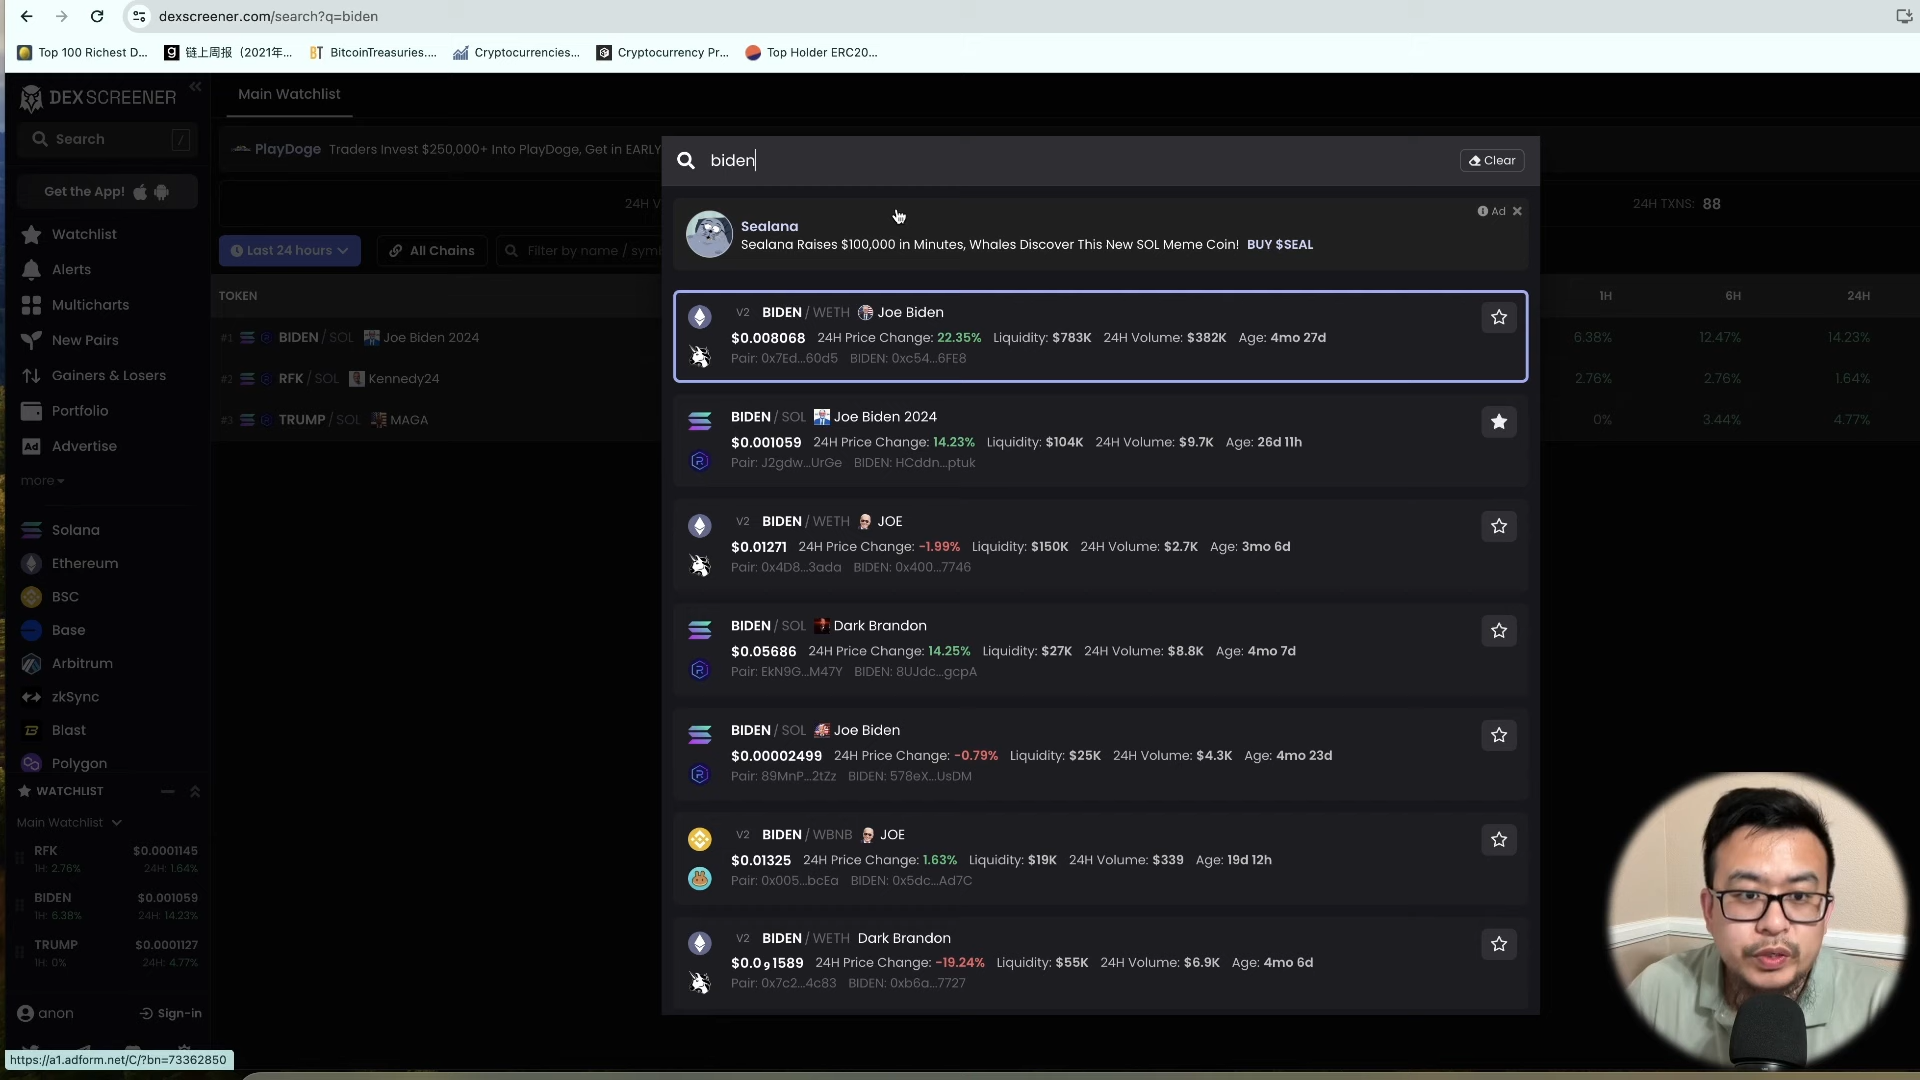 dexscreener.com/search?q=biden
Top 100 Richest D...
链上周报（2021年...
BitcoinTreasuries....
Cryptocurrencies...
Cryptocurrency Pr...
Top Holder ERC20...
DEX SCREENER
Main Watchlist
Search
/
PlayDoge Traders Invest $250,000+ Into PlayDoge, Get in EARLY
biden
Clear
Get the App!
24H V
24H TXNS: 88
Sealana
Ad
Sealana Raises $100,000 in Minutes, Whales Discover This New SOL Meme Coin! BUY $SEAL
Watchlist
Alerts
Multicharts
New Pairs
Gainers & Losers
Portfolio
Ad Advertise
more
Last 24 hours
All Chains
Filter by name / symb
TOKEN
1H
6H
24H
#1 BIDEN / SOL Joe Biden 2024
6.38%
12.47%
14.23%
#2 RFK / SOL Kennedy24
2.76%
2.76%
1.64%
#3 TRUMP / SOL MAGA
0%
3.44%
4.77%
V2 BIDEN / WETH Joe Biden
$0.008068 24H Price Change: 22.35% Liquidity: $783K 24H Volume: $382K Age: 4mo 27d
Pair: 0x7Ed...60d5 BIDEN: 0xc54...6FE8
BIDEN / SOL Joe Biden 2024
$0.001059 24H Price Change: 14.23% Liquidity: $104K 24H Volume: $9.7K Age: 26d 11h
Pair: J2gdw...UrGe BIDEN: HCddn...ptuk
V2 BIDEN / WETH JOE
$0.01271 24H Price Change: -1.99% Liquidity: $150K 24H Volume: $2.7K Age: 3mo 6d
Pair: 0x4D8...3ada BIDEN: 0x400...7746
BIDEN / SOL Dark Brandon
$0.05686 24H Price Change: 14.25% Liquidity: $27K 24H Volume: $8.8K Age: 4mo 7d
Pair: EkN9G...M47Y BIDEN: 8UJdc...gcpA
BIDEN / SOL Joe Biden
$0.00002499 24H Price Change: -0.79% Liquidity: $25K 24H Volume: $4.3K Age: 4mo 23d
Pair: 89MnP...2tZz BIDEN: 578eX...UsDM
V2 BIDEN / WBNB JOE
$0.01325 24H Price Change: 1.63% Liquidity: $19K 24H Volume: $339 Age: 19d 12h
Pair: 0x005...bcEa BIDEN: 0x5dc...Ad7C
V2 BIDEN / WETH Dark Brandon
$0.0₉1589 24H Price Change: -19.24% Liquidity: $55K 24H Volume: $6.9K Age: 4mo 6d
Pair: 0x7c2...4c83 BIDEN: 0xb6a...7727
Solana
Ethereum
BSC
Base
Arbitrum
zkSync
Blast
Polygon
WATCHLIST
Main Watchlist
RFK $0.0001145
1H: 2.76% 24H: 1.64%
BIDEN $0.001059
1H: 6.38% 24H: 14.23%
TRUMP $0.0001127
1H: 0% 24H: 4.77%
anon
Sign-in
https://a1.adform.net/C/?bn=73362850